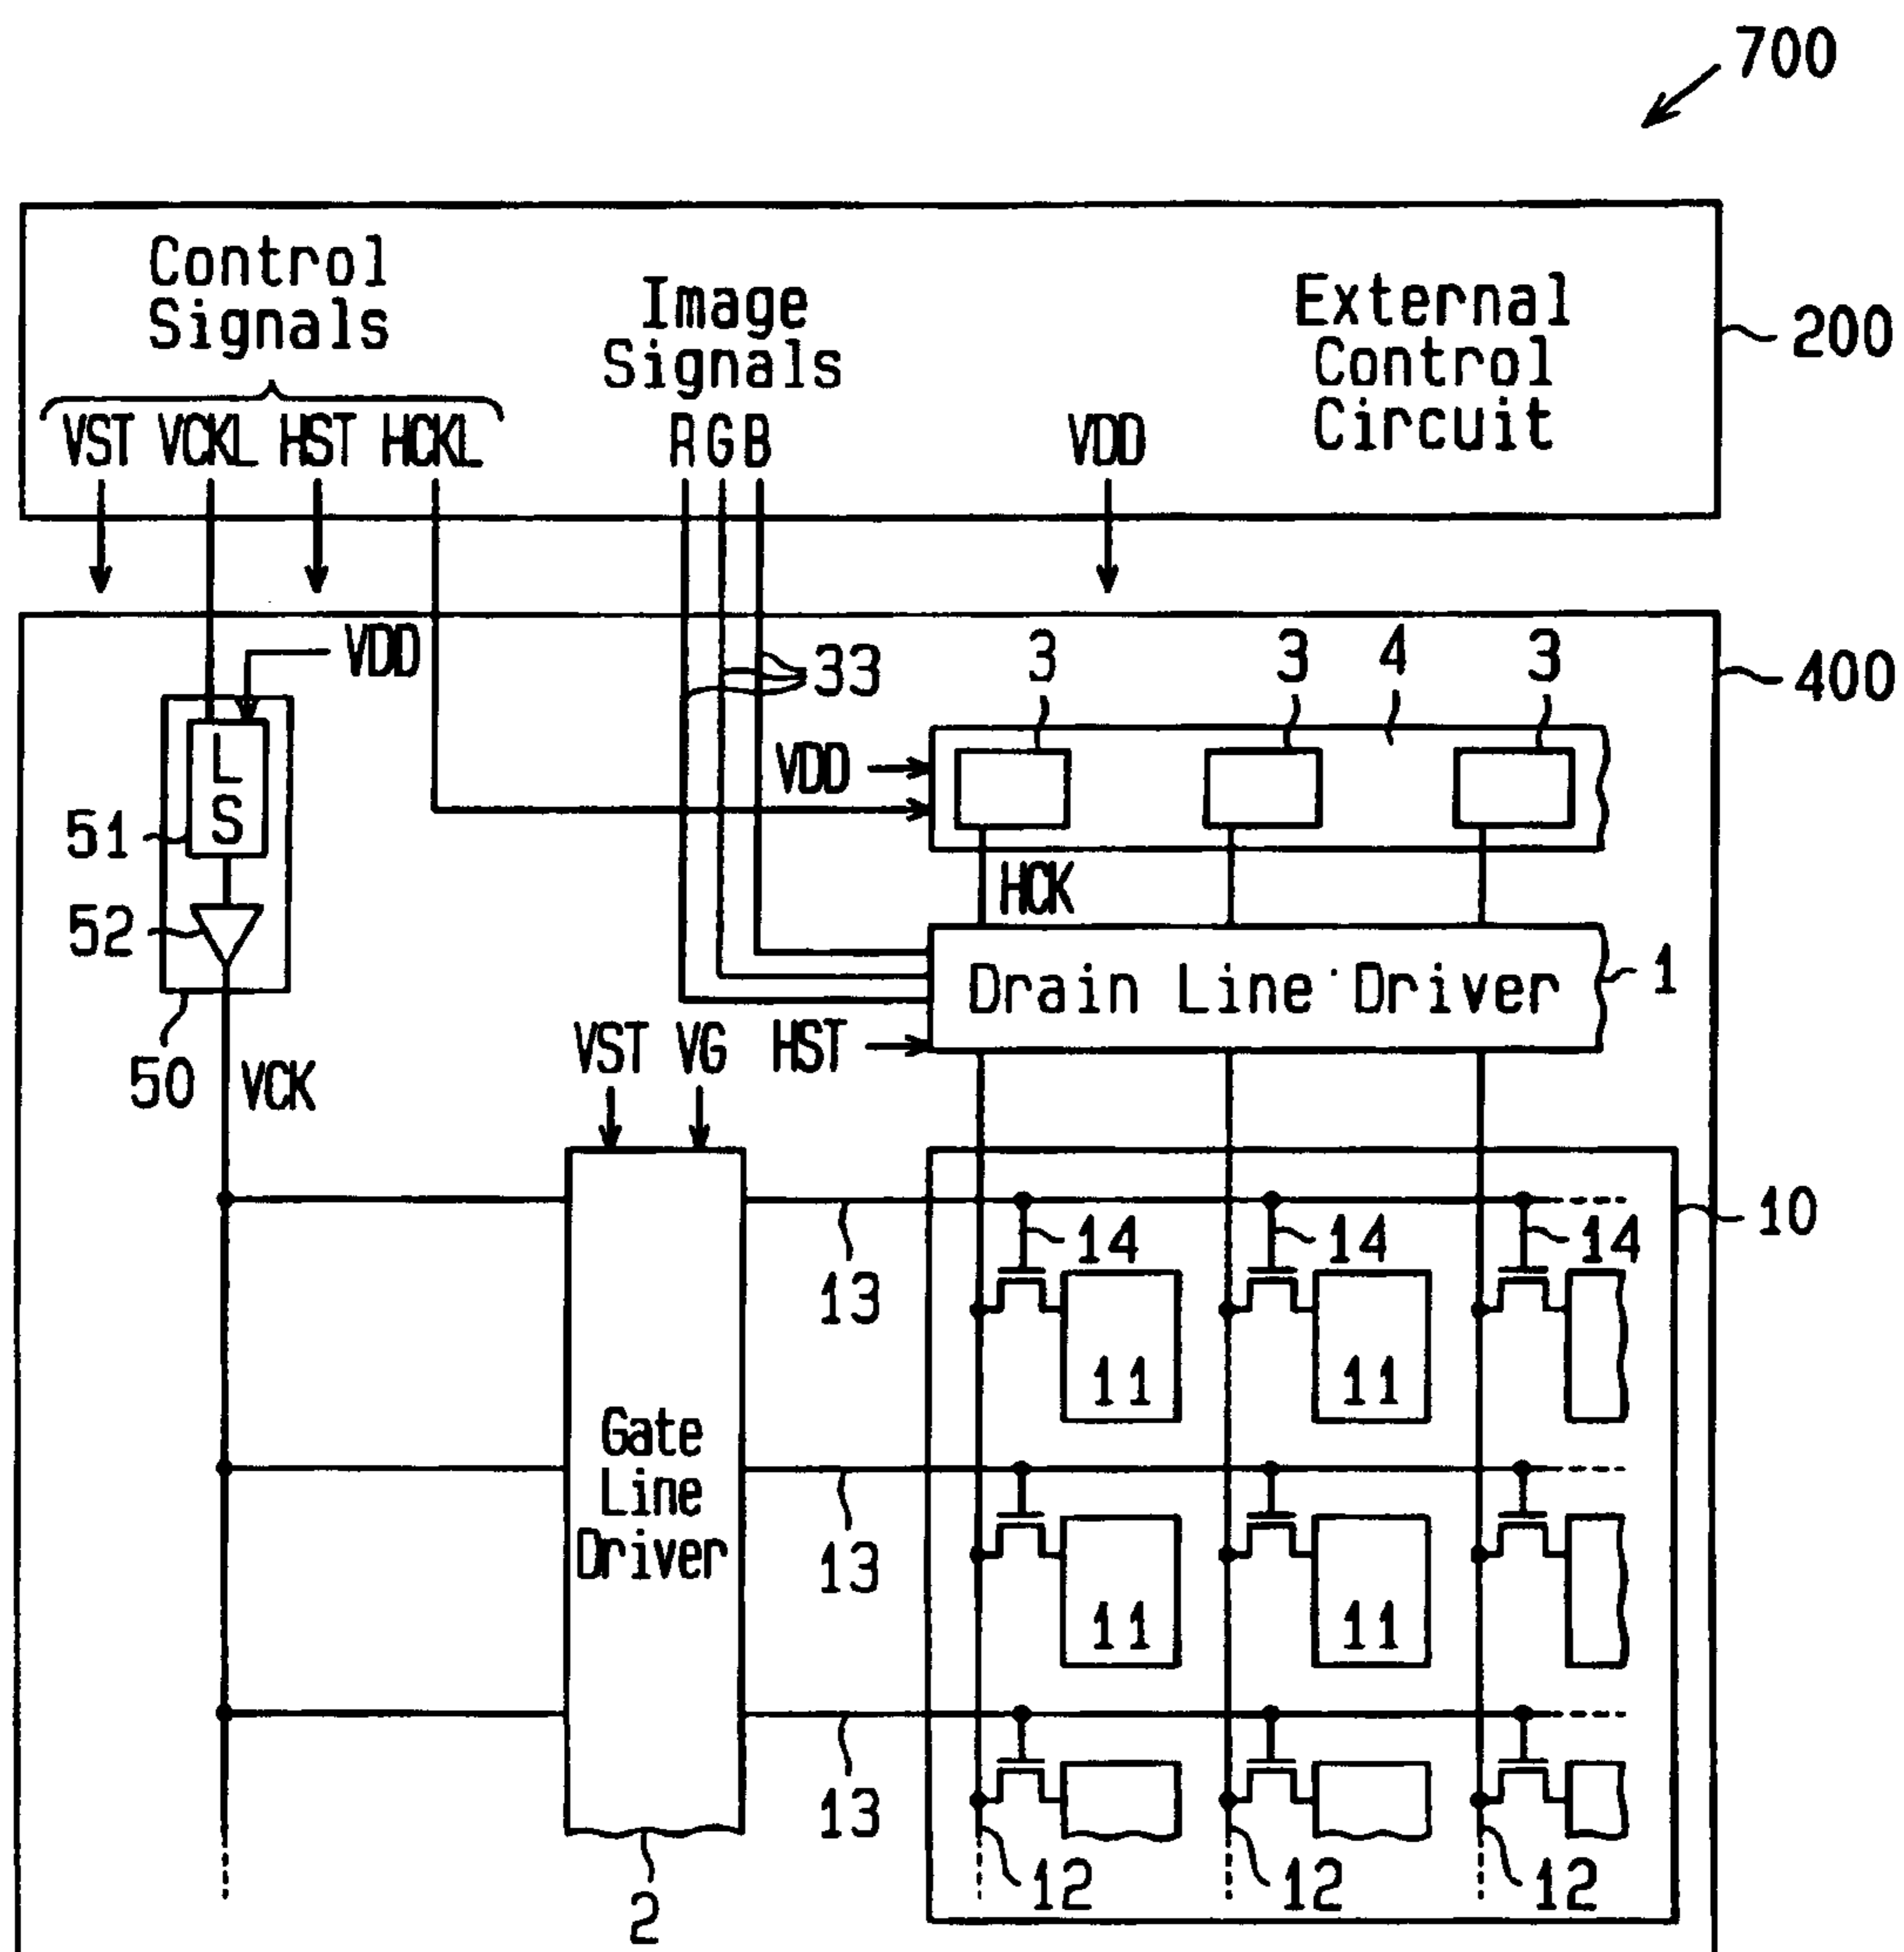 700
Control
Signals
Image
Signals
External
Control
Circuit
200
VST VCKL HST HCKL
R G B
VDD
VDD
33
3
3
4
3
400
L
S
VDD
51
HCK
52
Drain Line Driver
1
50
VCK
VST VG HST
10
14
14
14
13
11
11
Gate
Line
Driver
13
11
11
13
12
12
12
2